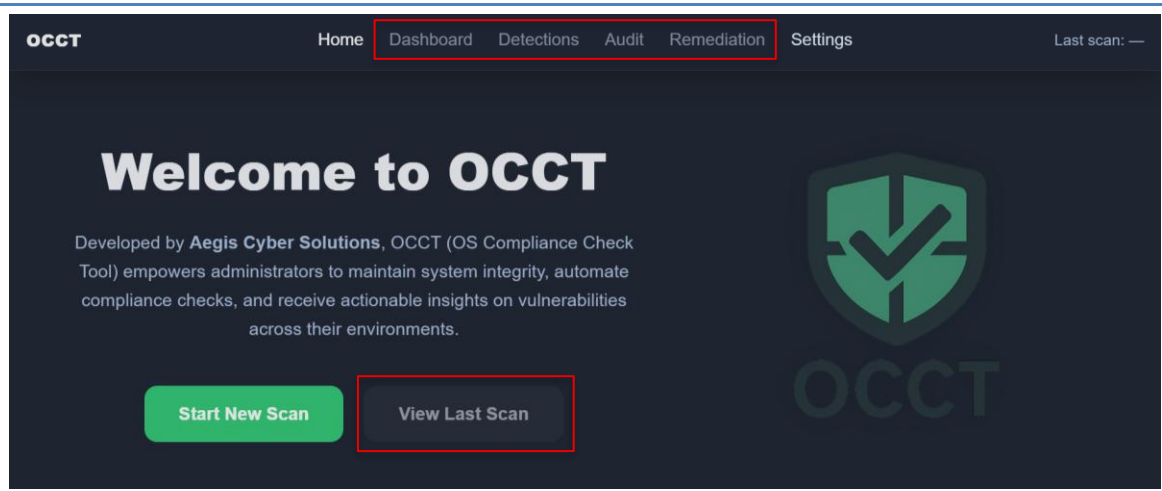 OCCT Home Dashboard Detections Audit Remediation Settings Last scan: —
Welcome to OCCT
Developed by Aegis Cyber Solutions, OCCT (OS Compliance Check
Tool) empowers administrators to maintain system integrity, automate
compliance checks, and receive actionable insights on vulnerabilities
across their environments.
Start New Scan View Last Scan
OCCT